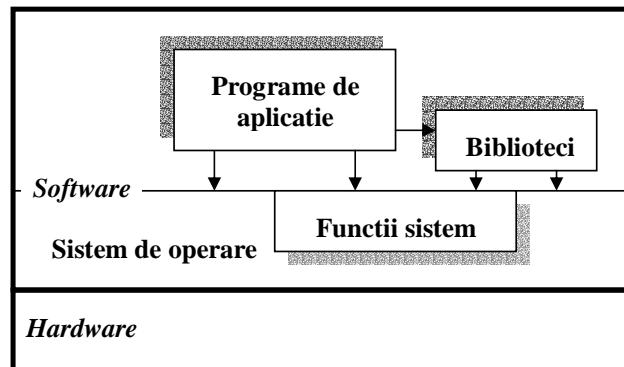 Programe de
aplicatie
Biblioteci
Software
Functii sistem
Sistem de operare
Hardware